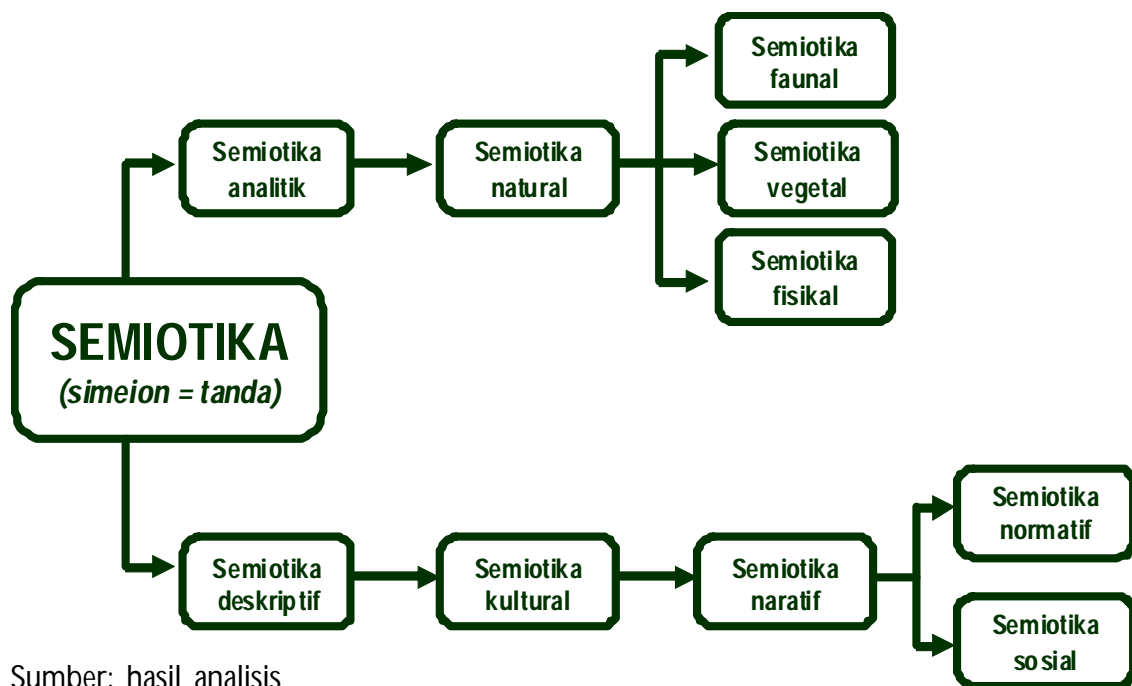 Semiotika
faunal
Semiotika
analitik
Semiotika
natural
Semiotika
vegetal
Semiotika
fisikal
SEMIOTIKA
(simeion = tanda)
Semiotika
normatif
Semiotika
deskriptif
Semiotika
kultural
Semiotika
naratif
Semiotika
sosial
Sumber: hasil analisis